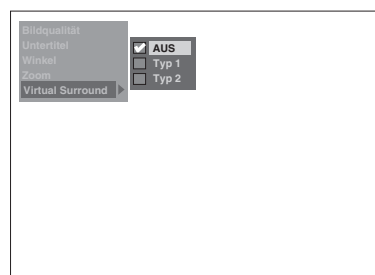 Bildqualität
Untertitel
Winkel
Zoom
Virtual Surround
AUS
Typ 1
Typ 2